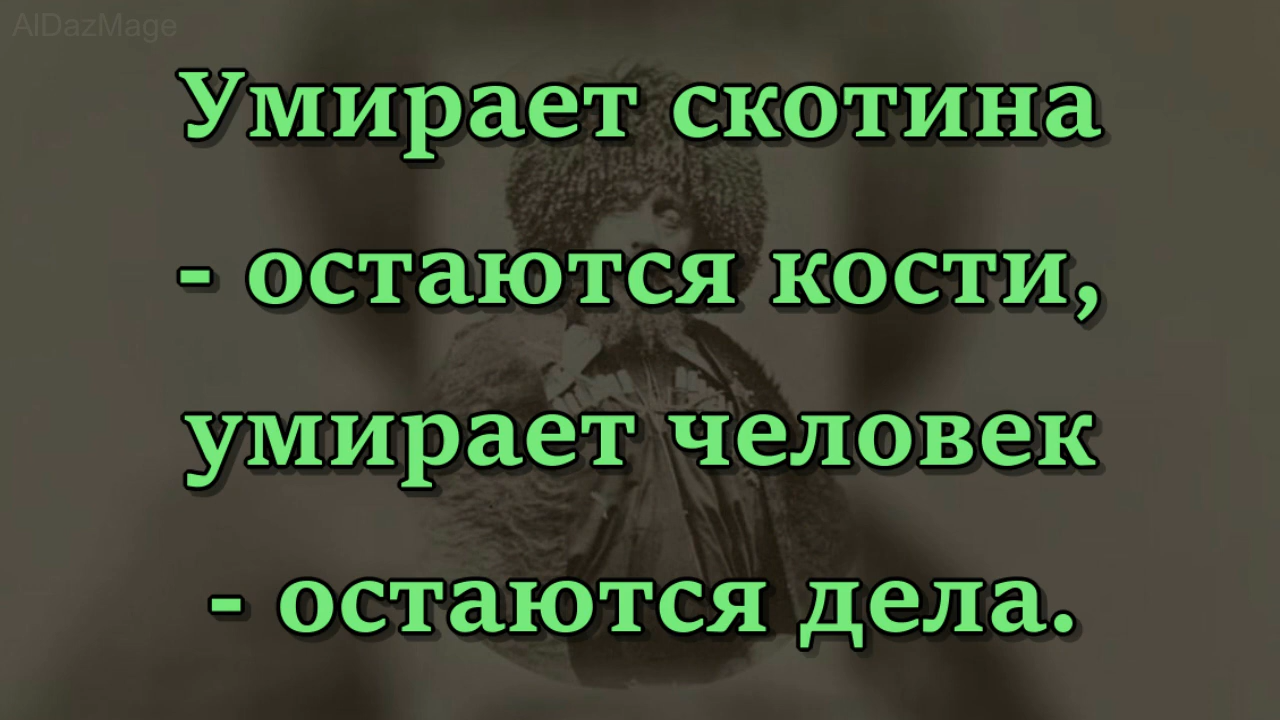 AlDazMage
Умирает скотина
- остаются кости,
умирает человек
- остаются дела.